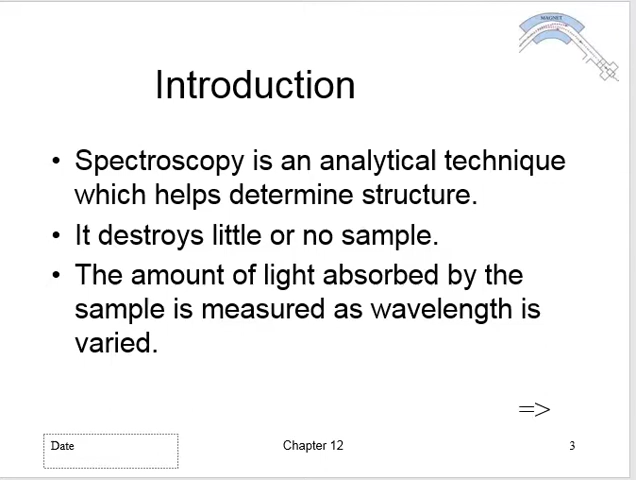 MAGNET
Introduction
• Spectroscopy is an analytical technique
which helps determine structure.
• It destroys little or no sample.
• The amount of light absorbed by the
sample is measured as wavelength is
varied.
=>
Date
Chapter 12
3